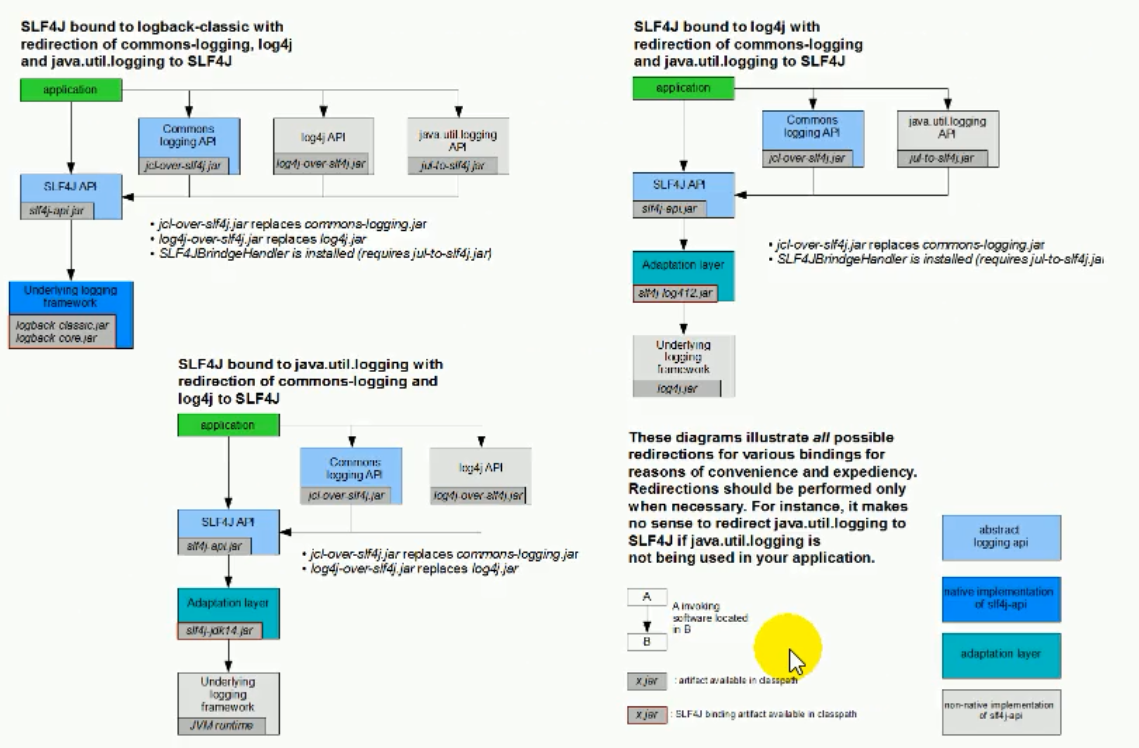 SLF4J bound to logback-classic with
redirection of commons-logging, log4j
and java.util.logging to SLF4J
application
Commons
logging API
jcl-over-slf4j.jar
log4j API
log4j-over-slf4j.jar
java.util.logging
API
jul-to-slf4j.jar
SLF4J API
slf4j-api.jar
• jcl-over-slf4j.jar replaces commons-logging.jar
• log4j-over-slf4j.jar replaces log4j.jar
• SLF4JBrindgeHandler is installed (requires jul-to-slf4j.jar)
Underlying logging
framework
logback classic.jar
logback core.jar
SLF4J bound to log4j with
redirection of commons-logging
and java.util.logging to SLF4J
application
Commons
logging API
jcl-over-slf4j.jar
java.util.logging
API
jul-to-slf4j.jar
SLF4J API
slf4j-api.jar
• jcl-over-slf4j.jar replaces commons-logging.jar
• SLF4JBrindgeHandler is installed (requires jul-to-slf4j.jar
Adaptation layer
slf4j-log412.jar
Underlying
logging
framework
log4j.jar
SLF4J bound to java.util.logging with
redirection of commons-logging and
log4j to SLF4J
application
Commons
logging API
jcl-over-slf4j.jar
log4j API
log4j-over-slf4j.jar
SLF4J API
slf4j-api.jar
• jcl-over-slf4j.jar replaces commons-logging.jar
• log4j-over-slf4j.jar replaces log4j.jar
Adaptation layer
slf4j-jdk14.jar
Underlying
logging
framework
JVM runtime
These diagrams illustrate all possible
redirections for various bindings for
reasons of convenience and expediency.
Redirections should be performed only
when necessary. For instance, it makes
no sense to redirect java.util.logging to
SLF4J if java.util.logging is
not being used in your application.
A
B
A invoking
software located
in B
x.jar
: artifact available in classpath
x.jar
: SLF4J binding artifact available in classpath
abstract
logging api
native implementation
of slf4j-api
adaptation layer
non-native implementation
of slf4j-api